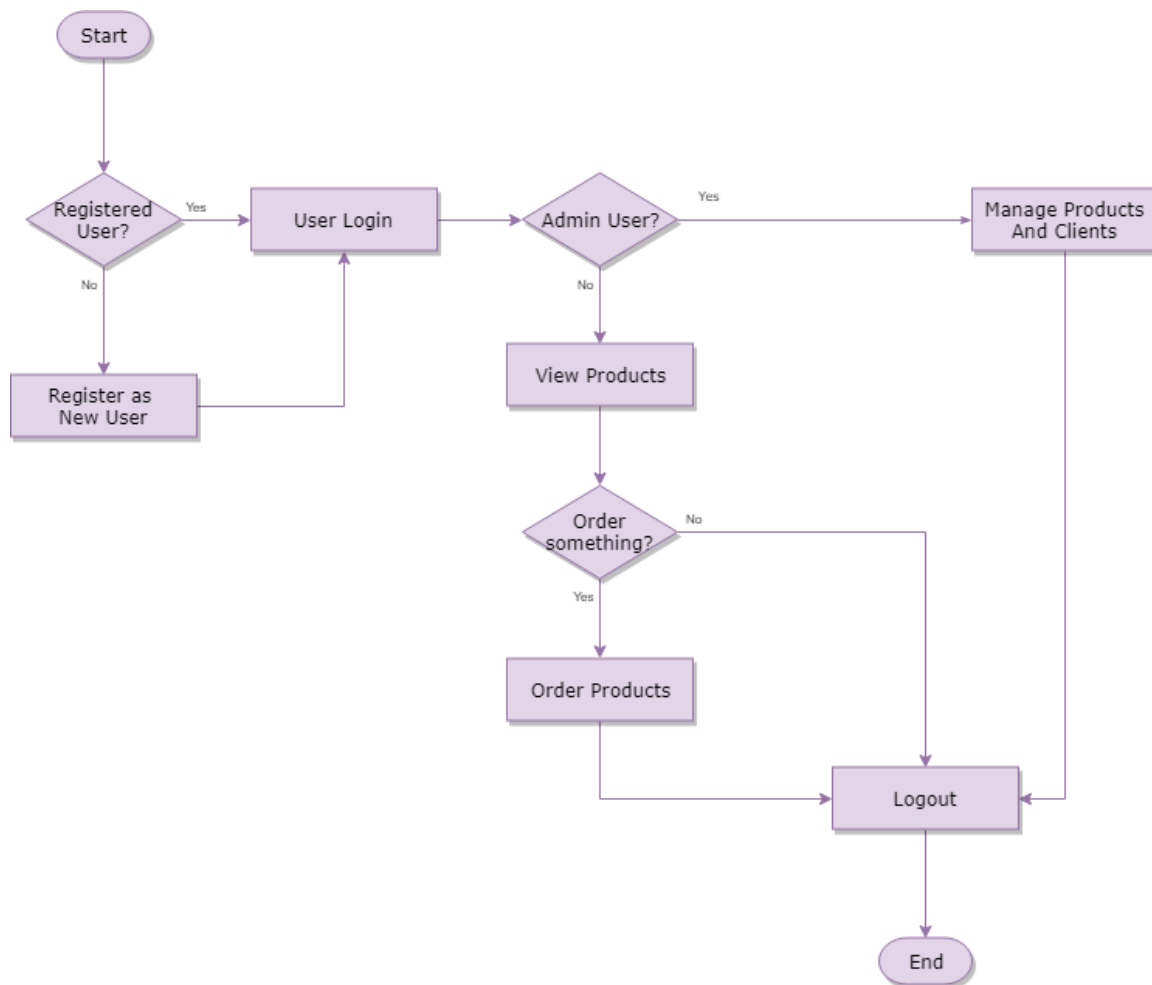 Start
Registered
User?
Yes
User Login
Admin User?
Yes
Manage Products
And Clients
No
No
Register as
New User
View Products
Order
something?
No
Yes
Order Products
Logout
End